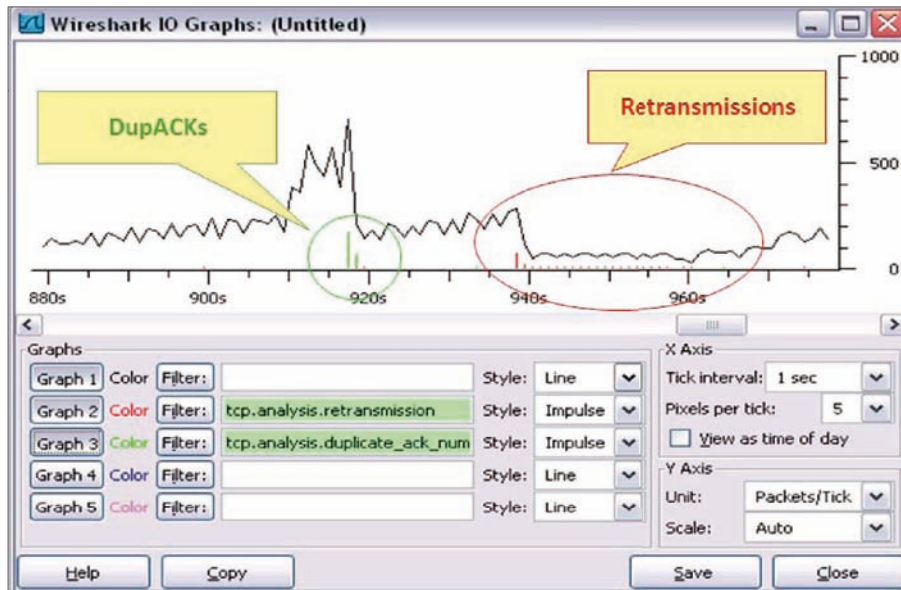 Wireshark IO Graphs: (Untitled)
DupACKs
Retransmissions
1000
500
0
880s 900s 920s 940s 960s
Graphs
Graph 1 Color Filter: Style: Line
Graph 2 Color Filter: tcp.analysis.retransmission Style: Impulse
Graph 3 Color Filter: tcp.analysis.duplicate_ack_num Style: Impulse
Graph 4 Color Filter: Style: Line
Graph 5 Color Filter: Style: Line
X Axis
Tick interval: 1 sec
Pixels per tick: 5
View as time of day
Y Axis
Unit: Packets/Tick
Scale: Auto
Help Copy Save Close